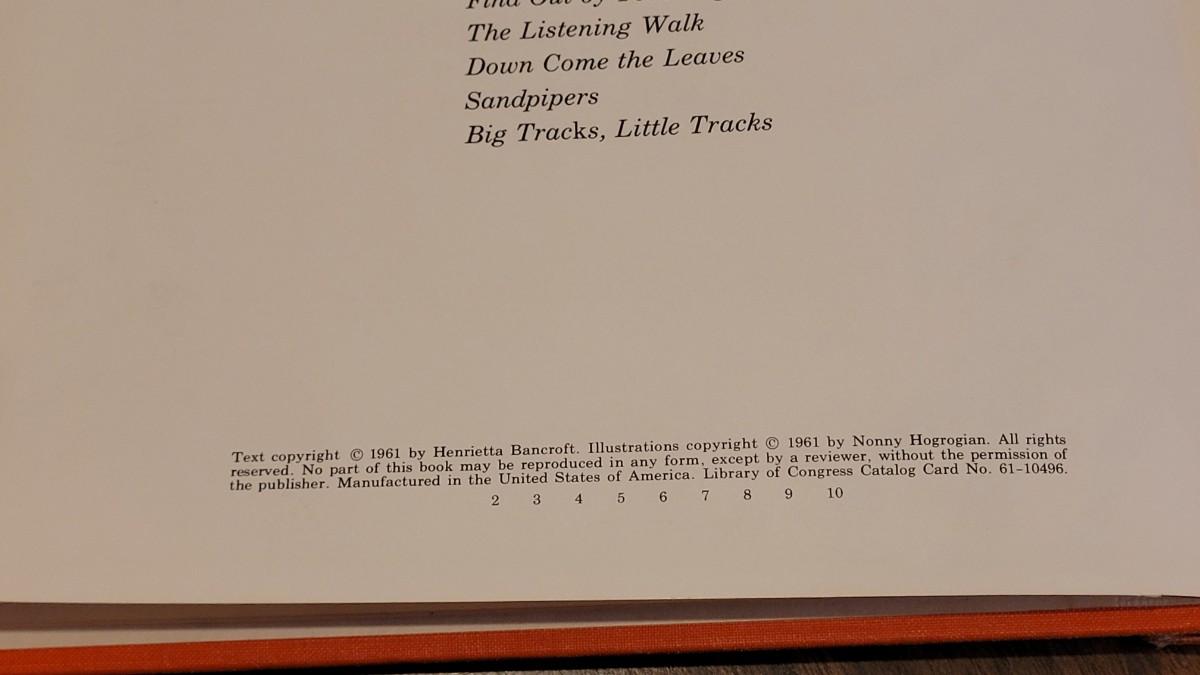 Find Out by
The Listening Walk
Down Come the Leaves
Sandpipers
Big Tracks, Little Tracks
Text copyright © 1961 by Henrietta Bancroft. Illustrations copyright © 1961 by Nonny Hogrogian. All rights
reserved. No part of this book may be reproduced in any form, except by a reviewer, without the permission of
the publisher. Manufactured in the United States of America. Library of Congress Catalog Card No. 61-10496.
2 3 4 5 6 7 8 9 10